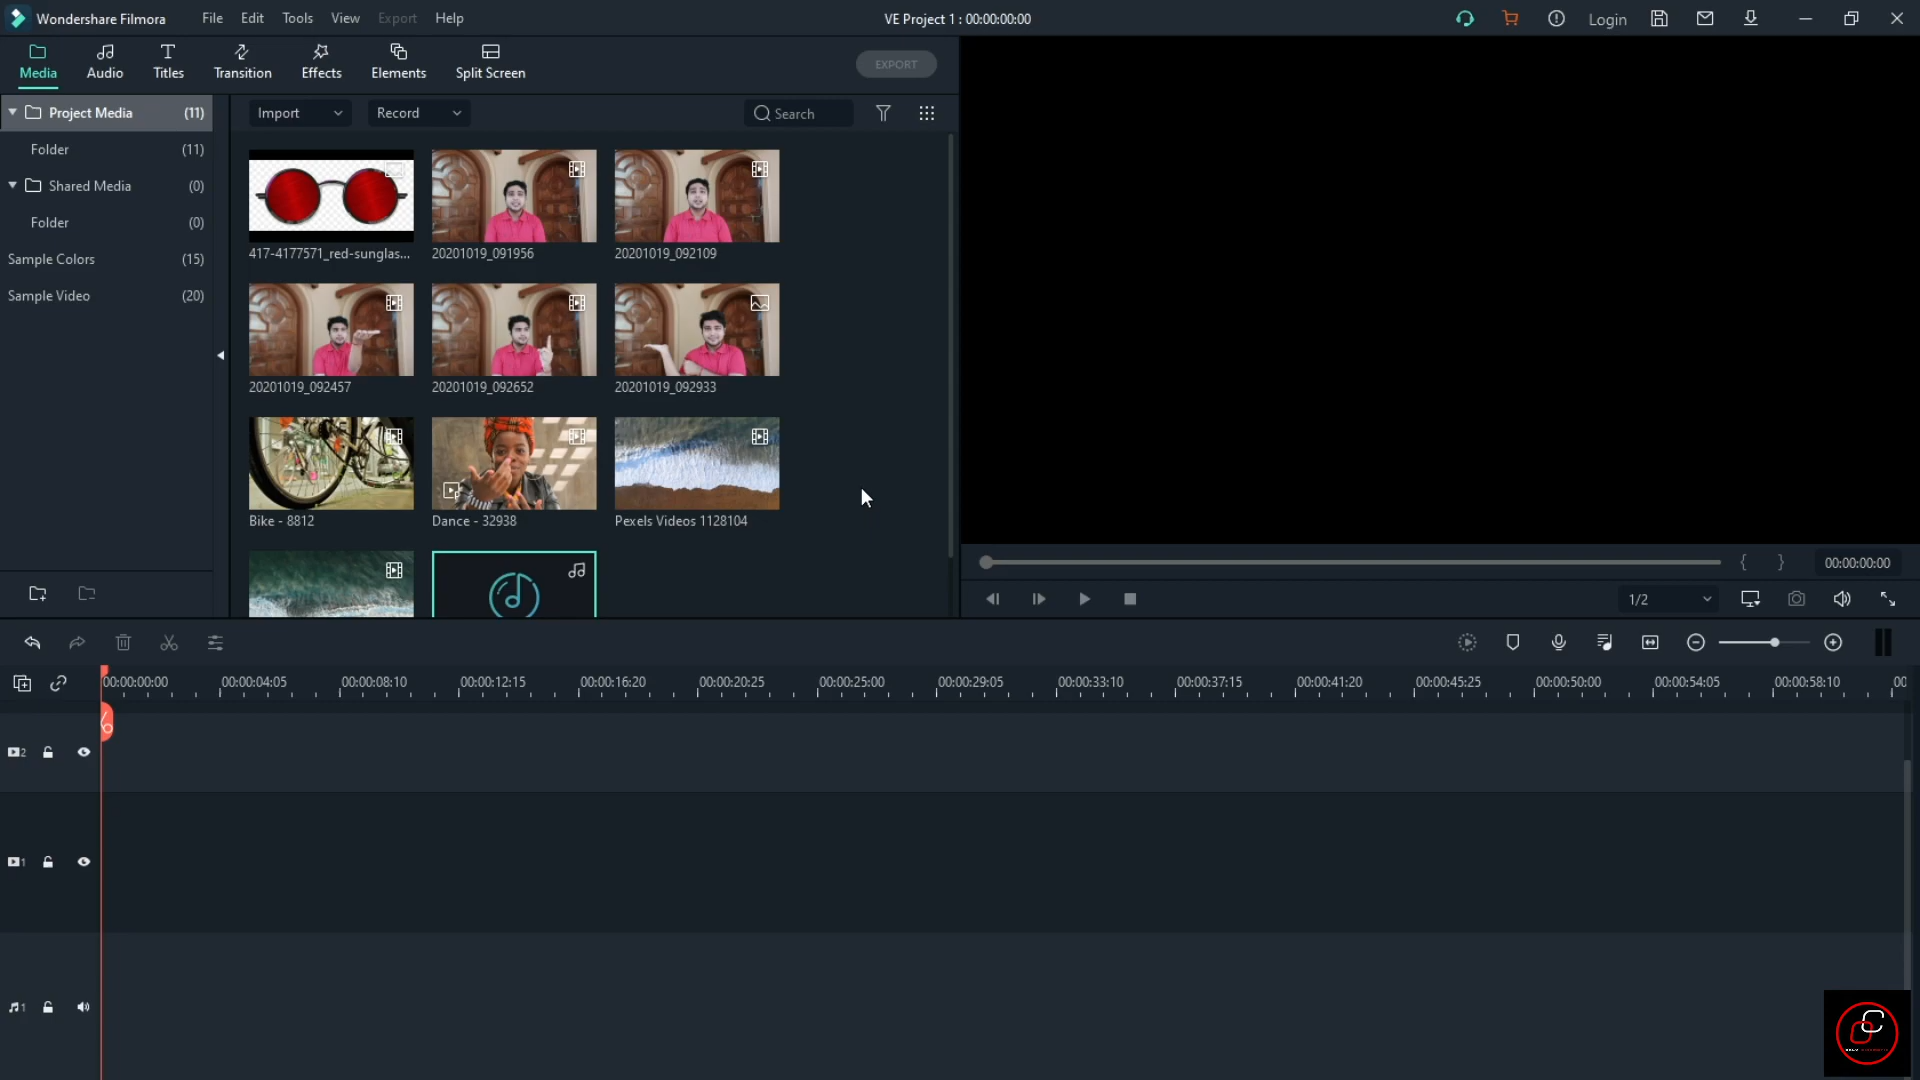 Wondershare Filmora File Edit Tools View Export Help VE Project 1 : 00:00:00:00 Login
Media Audio Titles Transition Effects Elements Split Screen EXPORT
Project Media (11) Import Record Search
Folder (11)
Shared Media (0)
Folder (0)
Sample Colors (15)
Sample Video (20)
417-4177571_red-sunglas... 20201019_091956 20201019_092109
20201019_092457 20201019_092652 20201019_092933
Bike - 8812 Dance - 32938 Pexels Videos 1128104
{ } 00:00:00:00
1/2
00:00:00:00 00:00:04:05 00:00:08:10 00:00:12:15 00:00:16:20 00:00:20:25 00:00:25:00 00:00:29:05 00:00:33:10 00:00:37:15 00:00:41:20 00:00:45:25 00:00:50:00 00:00:54:05 00:00:58:10 00
2
1
1